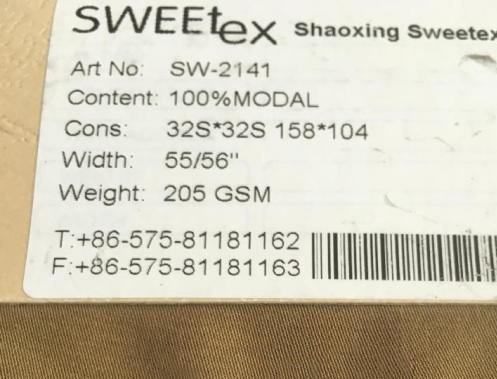 SWEEtex Shaoxing Sweetex
Art No: SW-2141
Content: 100%MODAL
Cons: 32S*32S 158*104
Width: 55/56"
Weight: 205 GSM
T:+86-575-81181162
F:+86-575-81181163